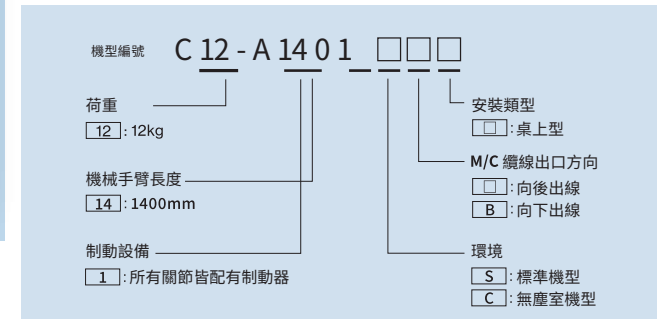 機型編號 C 12 - A 14 0 1 _ □ □ □
荷重
12 : 12kg
機械手臂長度
14 : 1400mm
制動設備
1 : 所有關節皆配有制動器
安裝類型
□ : 桌上型
M/C 纜線出口方向
□ : 向後出線
B : 向下出線
環境
S : 標準機型
C : 無塵室機型